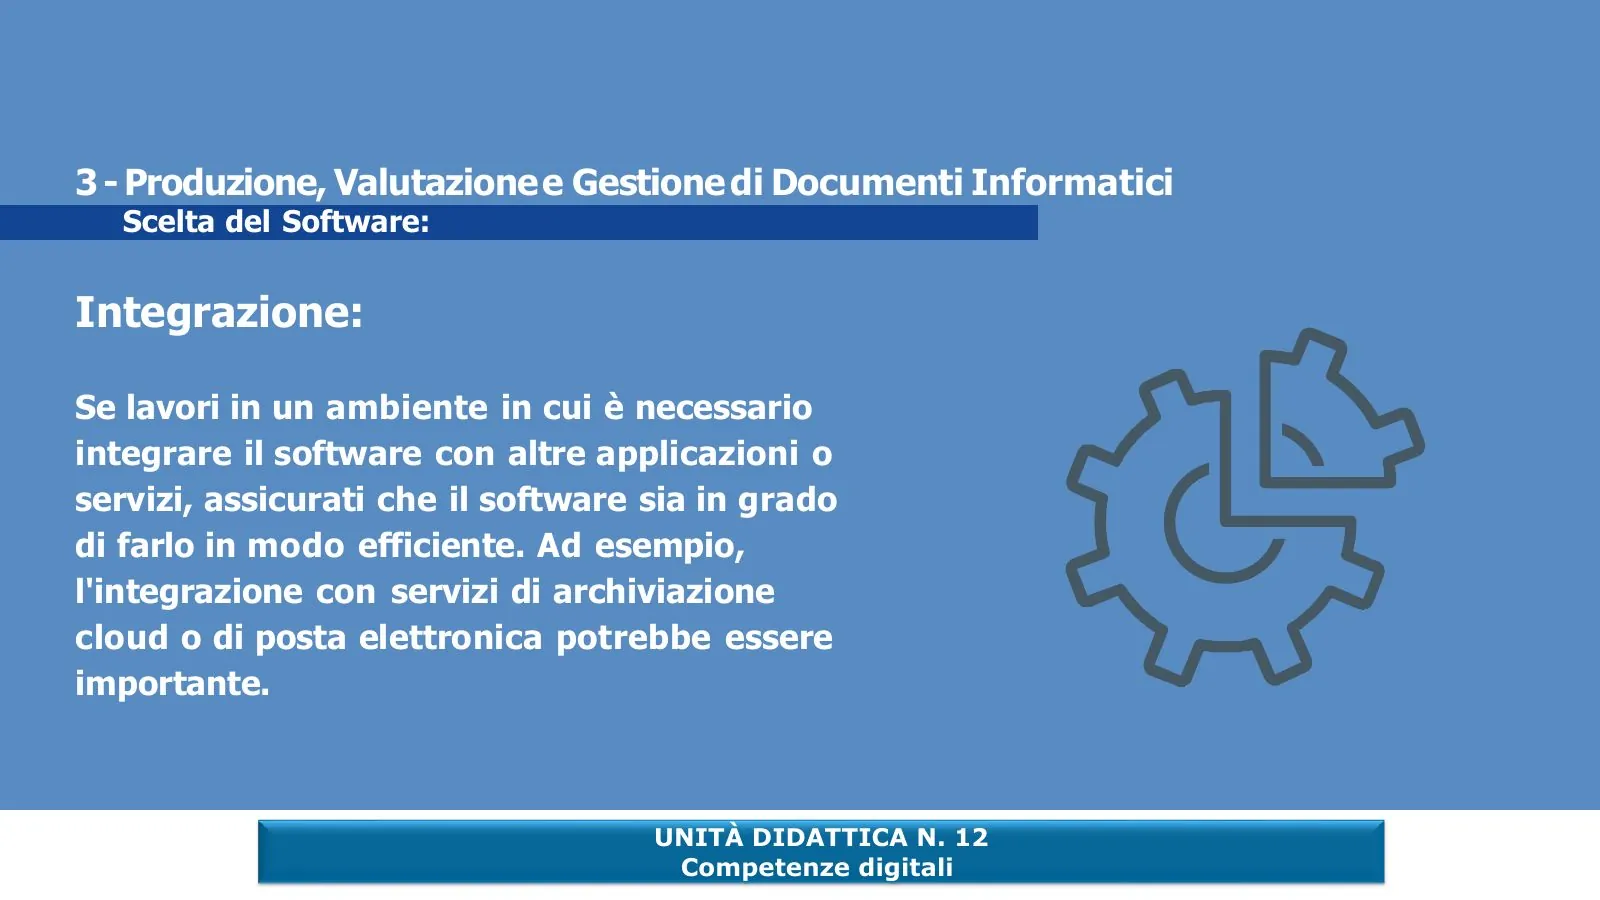 3 - Produzione, Valutazione e Gestione di Documenti Informatici
Scelta del Software:
Integrazione:
Se lavori in un ambiente in cui è necessario
integrare il software con altre applicazioni o
servizi, assicurati che il software sia in grado
di farlo in modo efficiente. Ad esempio,
l'integrazione con servizi di archiviazione
cloud o di posta elettronica potrebbe essere
importante.
UNITÀ DIDATTICA N. 12
Competenze digitali